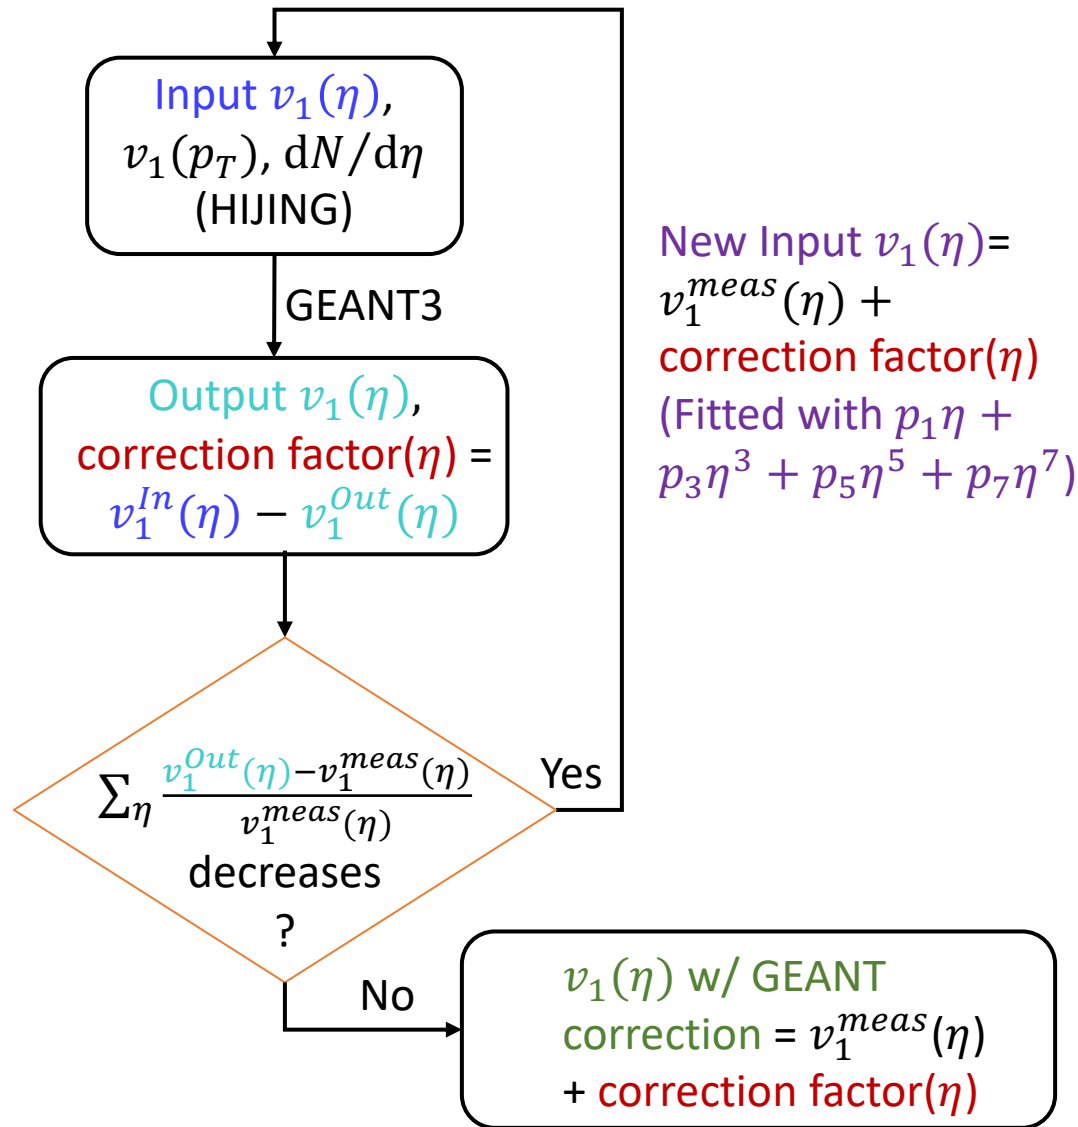 Input v₁(η),
v₁(p_T), dN/dη
(HIJING)
GEANT3
Output v₁(η),
correction factor(η) =
v₁^{In}(η) − v₁^{Out}(η)
∑_η \frac{v₁^{Out}(η)−v₁^{meas}(η)}{v₁^{meas}(η)}
decreases
?
Yes
New Input v₁(η)=
v₁^{meas}(η) +
correction factor(η)
(Fitted with p₁η +
p₃η³ + p₅η⁵ + p₇η⁷)
No
v₁(η) w/ GEANT
correction = v₁^{meas}(η)
+ correction factor(η)